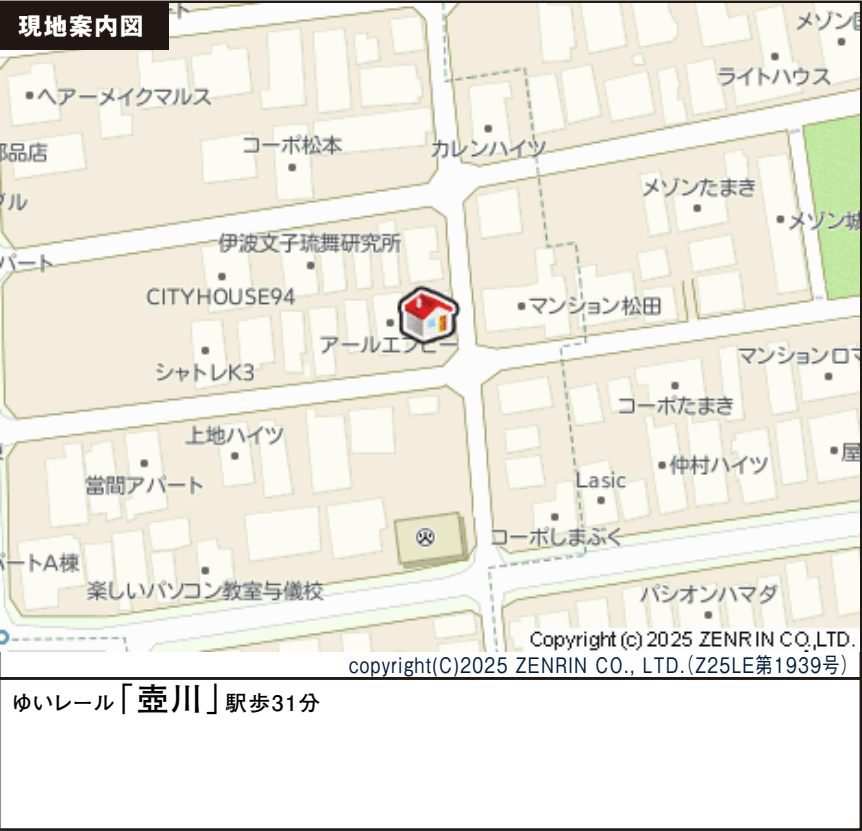 現地案内図
ート
メゾン
ライトハウス
ヘアーメイクマルス
コーポ松本
カレンハイツ
部品店
メゾンたまき
メゾン城
伊波文子琉舞研究所
パート
CITYHOUSE94
マンション松田
アールエフピー
シャトレK3
マンションロマ
コーポたまき
上地ハイツ
仲村ハイツ
屋
當間アパート
Lasic
コーポしまぶく
パートA棟
楽しいパソコン教室与儀校
パシオンハマダ
Copyright (c) 2025 ZENRIN CO.,LTD.
copyright(C)2025 ZENRIN CO., LTD.(Z25LE第1939号)
ゆいレール「壺川」駅歩31分